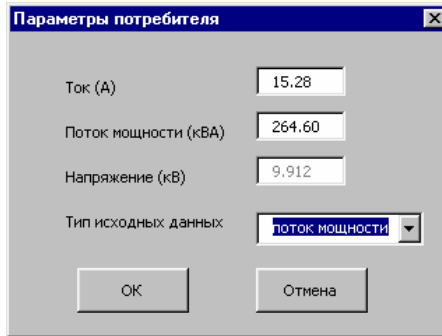 Параметры потребителя
Ток (А) 15.28
Поток мощности (кВА) 264.60
Напряжение (кВ) 9.912
Тип исходных данных поток мощности
ОК Отмена